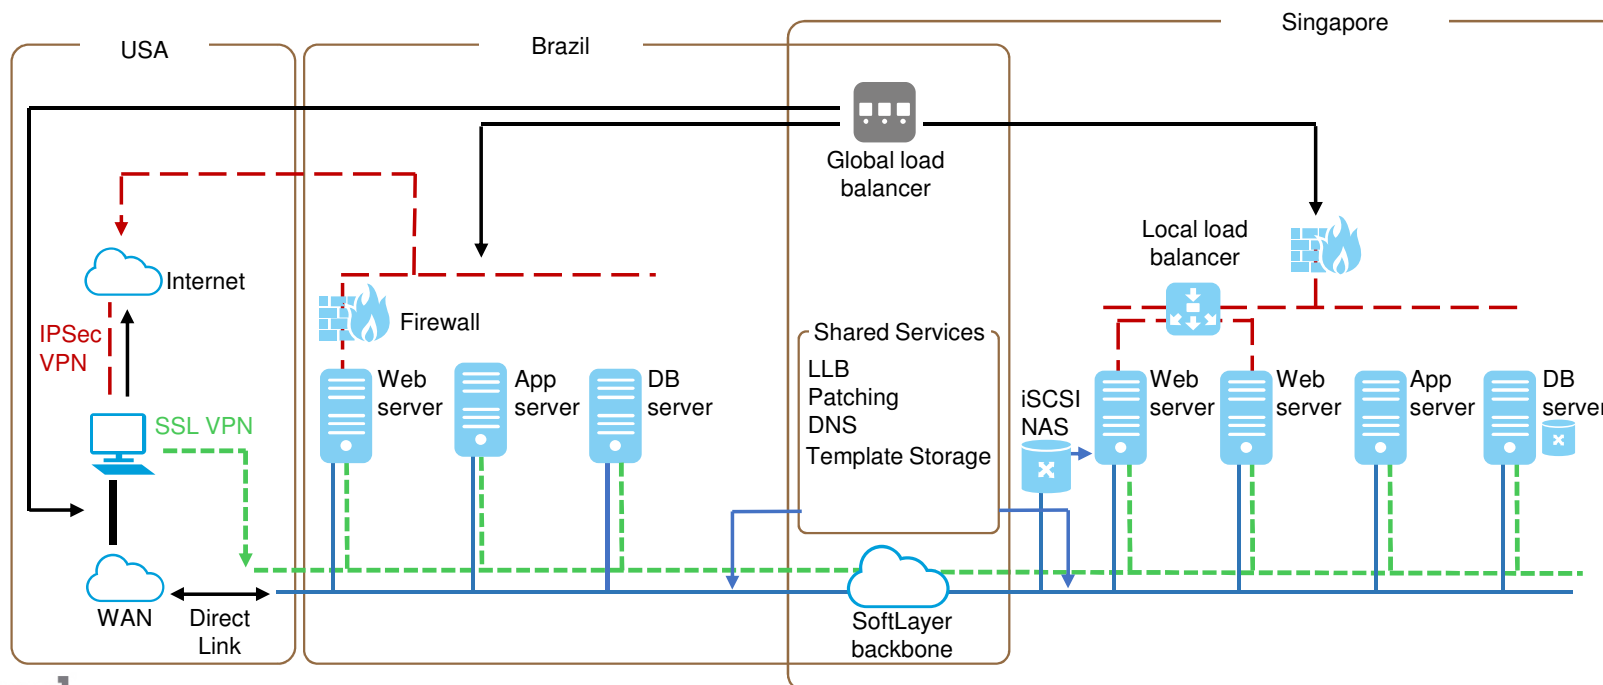 USA
Brazil
Singapore
Global load
balancer
Local load
balancer
Internet
IPSec
VPN
Firewall
Shared Services
LLB
Patching
DNS
Template Storage
Web
server
App
server
DB
server
iSCSI
NAS
Web
server
Web
server
App
server
DB
server
SSL VPN
WAN
Direct
Link
SoftLayer
backbone